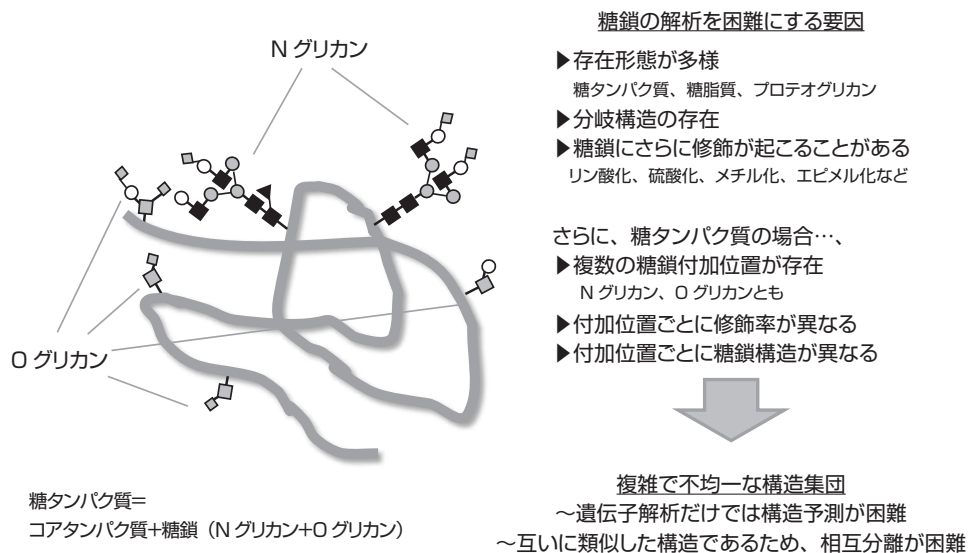 N グリカン
O グリカン
糖タンパク質=
コアタンパク質+糖鎖（N グリカン+O グリカン）
糖鎖の解析を困難にする要因
▶存在形態が多様
糖タンパク質、糖脂質、プロテオグリカン
▶分岐構造の存在
▶糖鎖にさらに修飾が起こることがある
リン酸化、硫酸化、メチル化、エピメル化など
さらに、糖タンパク質の場合…、
▶複数の糖鎖付加位置が存在
N グリカン、O グリカンとも
▶付加位置ごとに修飾率が異なる
▶付加位置ごとに糖鎖構造が異なる
複雑で不均一な構造集団
～遺伝子解析だけでは構造予測が困難
～互いに類似した構造であるため、相互分離が困難